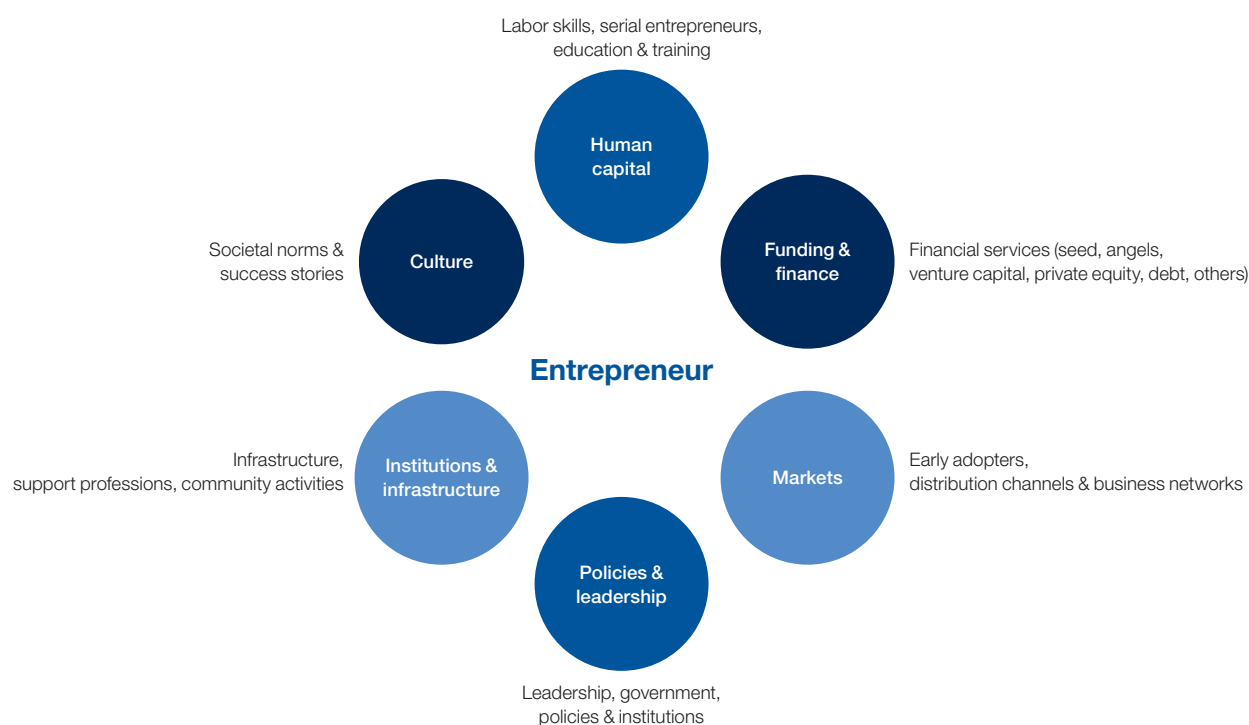 Labor skills, serial entrepreneurs,
education & training
Human
capital
Societal norms &
success stories
Culture
Funding &
finance
Financial services (seed, angels,
venture capital, private equity, debt, others)
Entrepreneur
Infrastructure,
support professions, community activities
Institutions &
infrastructure
Markets
Early adopters,
distribution channels & business networks
Policies &
leadership
Leadership, government,
policies & institutions